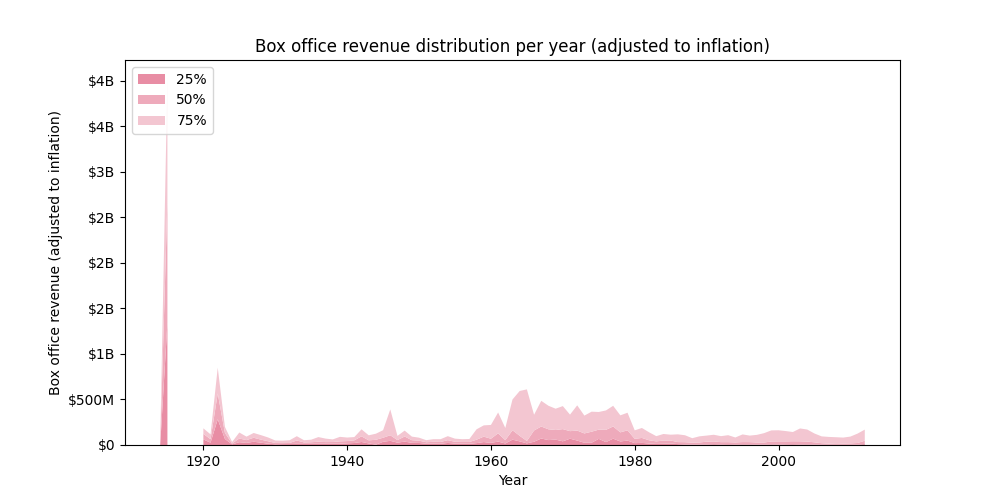 Box office revenue distribution per year (adjusted to inflation)
25%
50%
75%
$4B
$4B
$3B
$2B
$2B
$2B
$1B
$500M
$0
Box office revenue (adjusted to inflation)
1920 1940 1960 1980 2000
Year